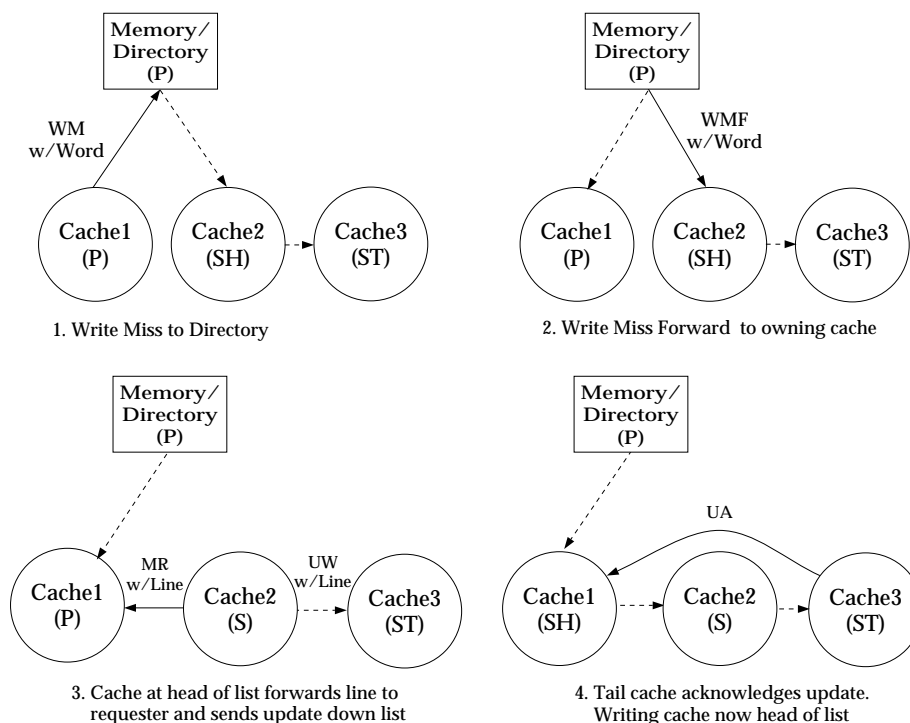 Memory/
Directory
(P)
WM
w/Word
Cache1
(P)
Cache2
(SH)
Cache3
(ST)
1. Write Miss to Directory
Memory/
Directory
(P)
WMF
w/Word
Cache1
(P)
Cache2
(SH)
Cache3
(ST)
2. Write Miss Forward to owning cache
Memory/
Directory
(P)
MR
w/Line
UW
w/Line
Cache1
(P)
Cache2
(S)
Cache3
(ST)
3. Cache at head of list forwards line to
requester and sends update down list
Memory/
Directory
(P)
UA
Cache1
(SH)
Cache2
(S)
Cache3
(ST)
4. Tail cache acknowledges update.
Writing cache now head of list